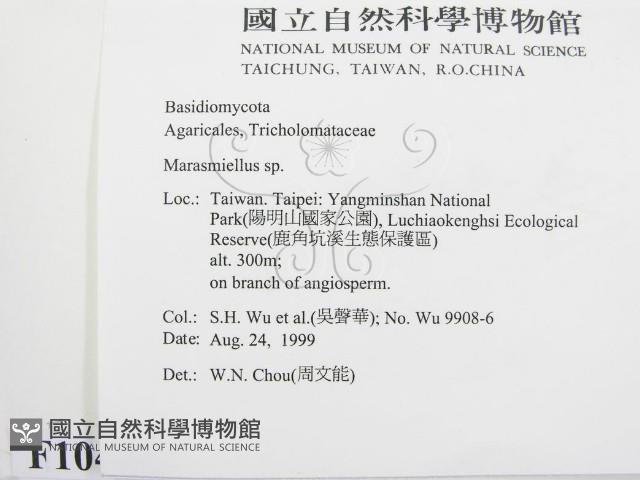 國立自然科學博物館
NATIONAL MUSEUM OF NATURAL SCIENCE
TAICHUNG, TAIWAN, R.O.CHINA
Basidiomycota
Agaricales, Tricholomataceae
Marasmiellus sp.
Loc.: Taiwan. Taipei: Yangminshan National
Park(陽明山國家公園), Luchiaokenghsi Ecological
Reserve(鹿角坑溪生態保護區)
alt. 300m;
on branch of angiosperm.
Col.: S.H. Wu et al.(吳聲華); No. Wu 9908-6
Date: Aug. 24, 1999
Det.: W.N. Chou(周文能)
國立自然科學博物館
NATIONAL MUSEUM OF NATURAL SCIENCE